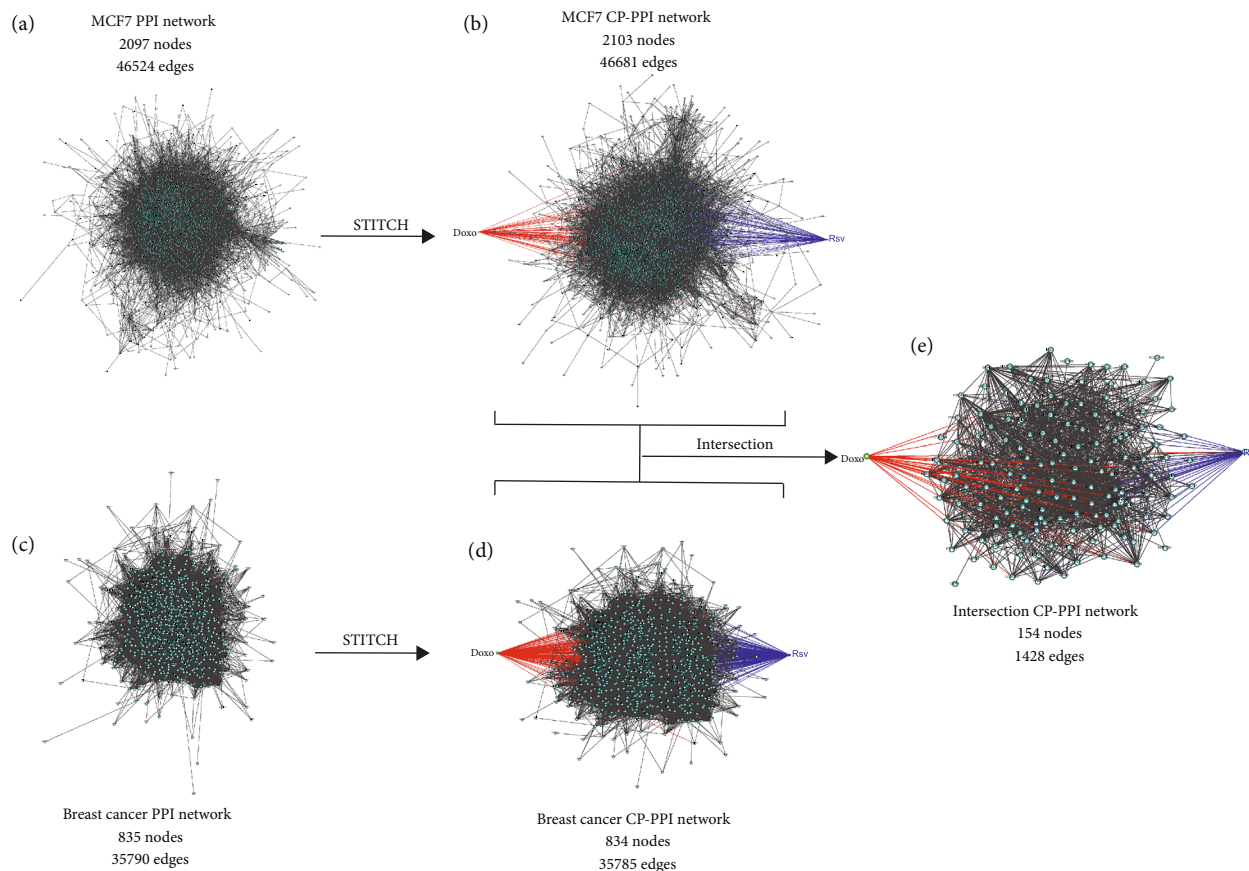 (a)
MCF7 PPI network
2097 nodes
46524 edges
(b)
MCF7 CP-PPI network
2103 nodes
46681 edges
STITCH
Doxo
Rsv
(e)
Intersection
Doxo
R
(c)
(d)
STITCH
Doxo
Rsv
Intersection CP-PPI network
154 nodes
1428 edges
Breast cancer PPI network
835 nodes
35790 edges
Breast cancer CP-PPI network
834 nodes
35785 edges